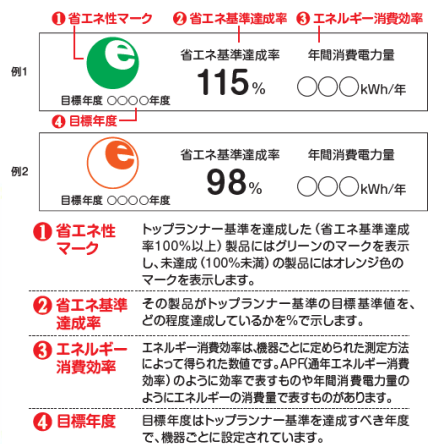 ❶省エネ性マーク ❷省エネ基準達成率 ❸エネルギー消費効率
例1
e
省エネ基準達成率 年間消費電力量
115% ○○○kWh/年
目標年度 ○○○○年度
❹目標年度
例2
e
省エネ基準達成率 年間消費電力量
98% ○○○kWh/年
目標年度 ○○○○年度
❶省エネ性
マーク
トップランナー基準を達成した(省エネ基準達成
率100%以上)製品にはグリーンのマークを表示
し、未達成(100%未満)の製品にはオレンジ色の
マークを表示します。
❷省エネ基準
達成率
その製品がトップランナー基準の目標基準値を、
どの程度達成しているかを%で示します。
❸エネルギー
消費効率
エネルギー消費効率は、機器ごとに定められた測定方法
によって得られた数値です。APF(通年エネルギー消費
効率)のように効率で表すものや年間消費電力量の
ようにエネルギーの消費量で表すものがあります。
❹目標年度
目標年度はトップランナー基準を達成すべき年度
で、機器ごとに設定されています。